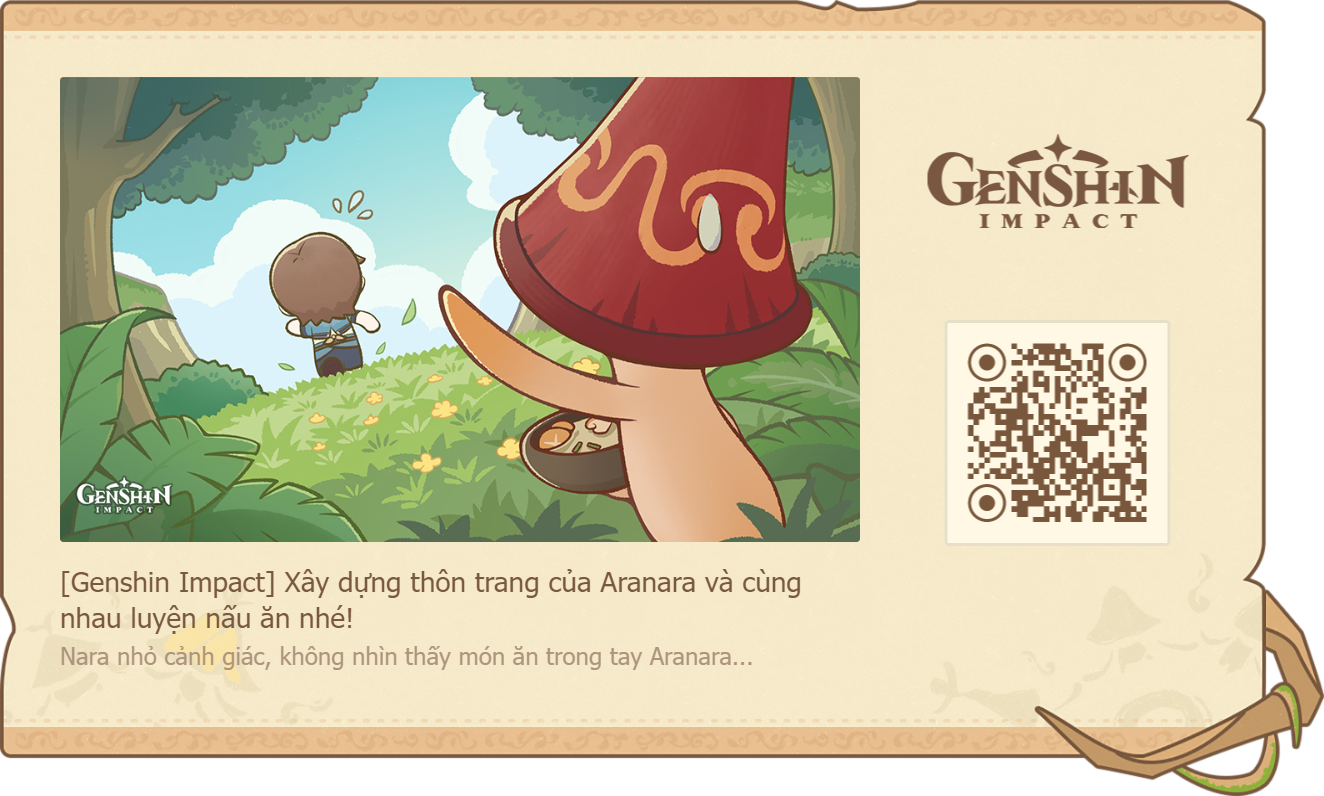 GENSHIN
IMPACT
GENSHIN
IMPACT
[Genshin Impact] Xây dựng thôn trang của Aranara và cùng
nhau luyện nấu ăn nhé!
Nara nhỏ cảnh giác, không nhìn thấy món ăn trong tay Aranara...